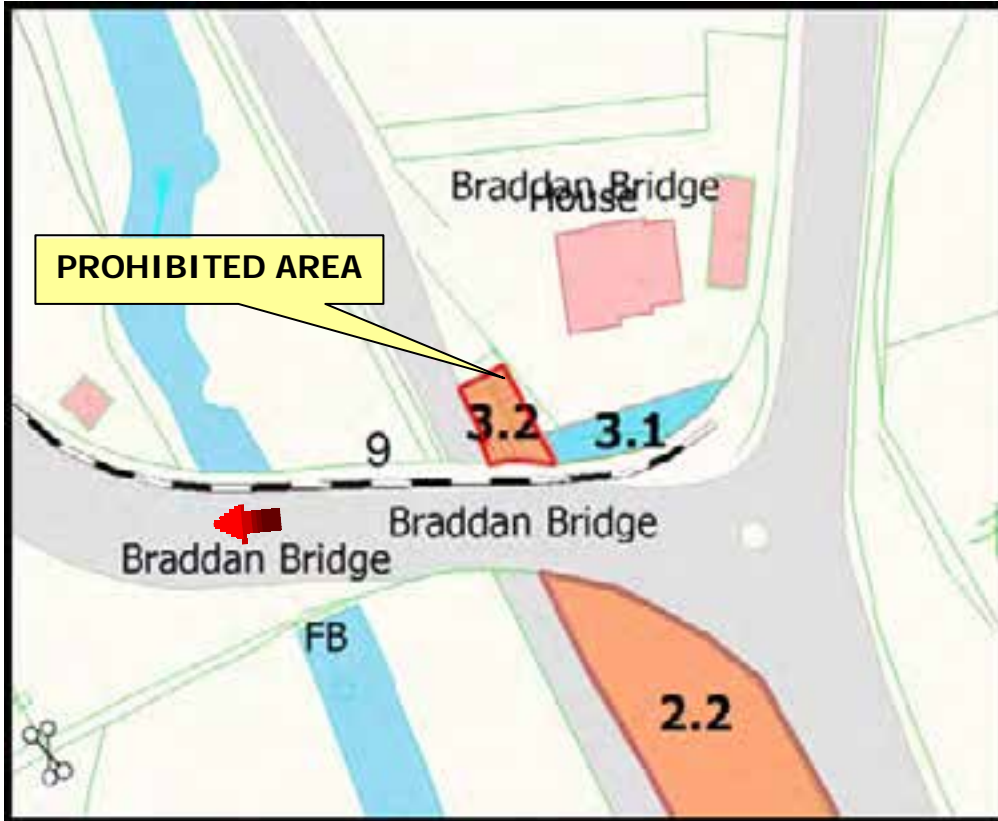 Braddan Bridge
House
PROHIBITED AREA
3.2
3.1
9
Braddan Bridge
Braddan Bridge
FB
2.2